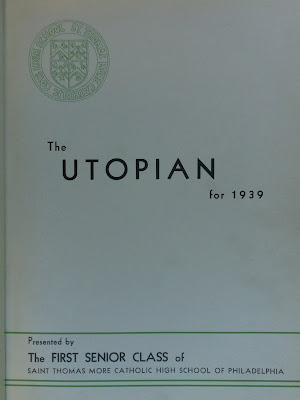 The
UTOPIAN
for 1939
Presented by
The FIRST SENIOR CLASS of
SAINT THOMAS MORE CATHOLIC HIGH SCHOOL OF PHILADELPHIA